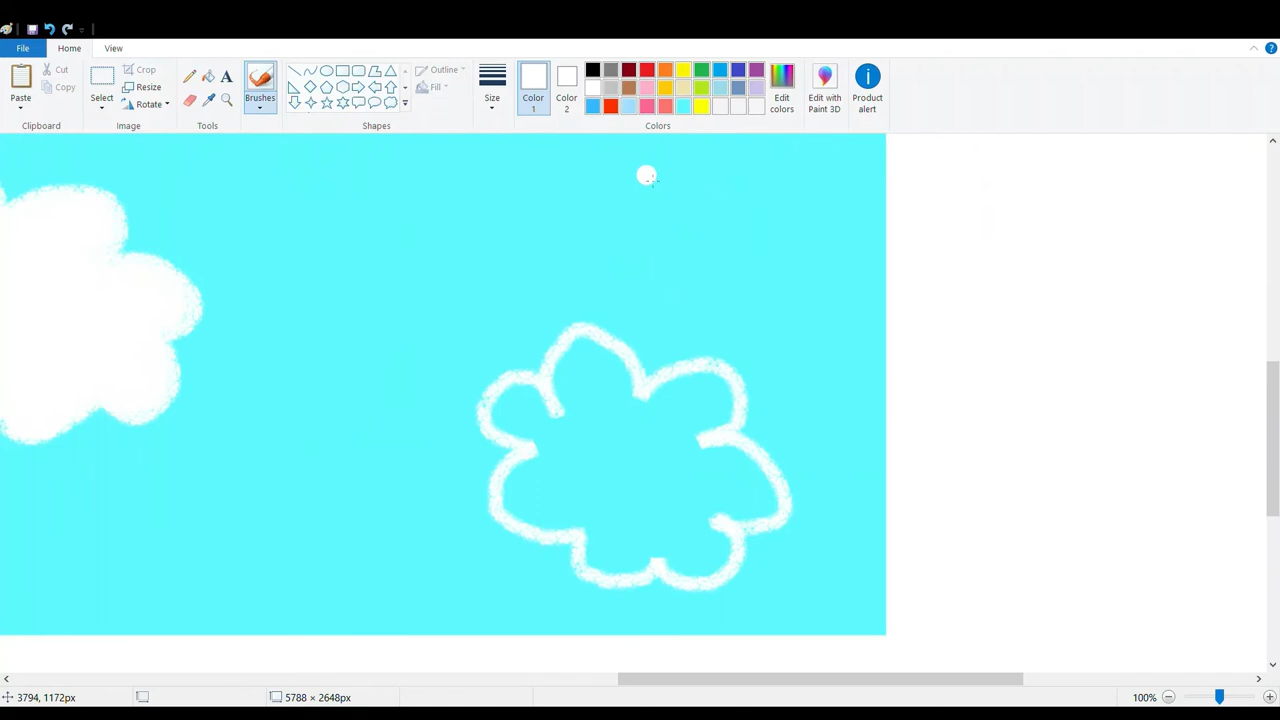 File Home View
Paste Cut Copy Clipboard
Select Crop Resize Rotate Image
A Tools
Brushes
Outline Fill Shapes
Size
Color 1 Color 2 Edit colors Colors
Edit with Paint 3D
Product alert
3794, 1172px 5788 × 2648px 100%